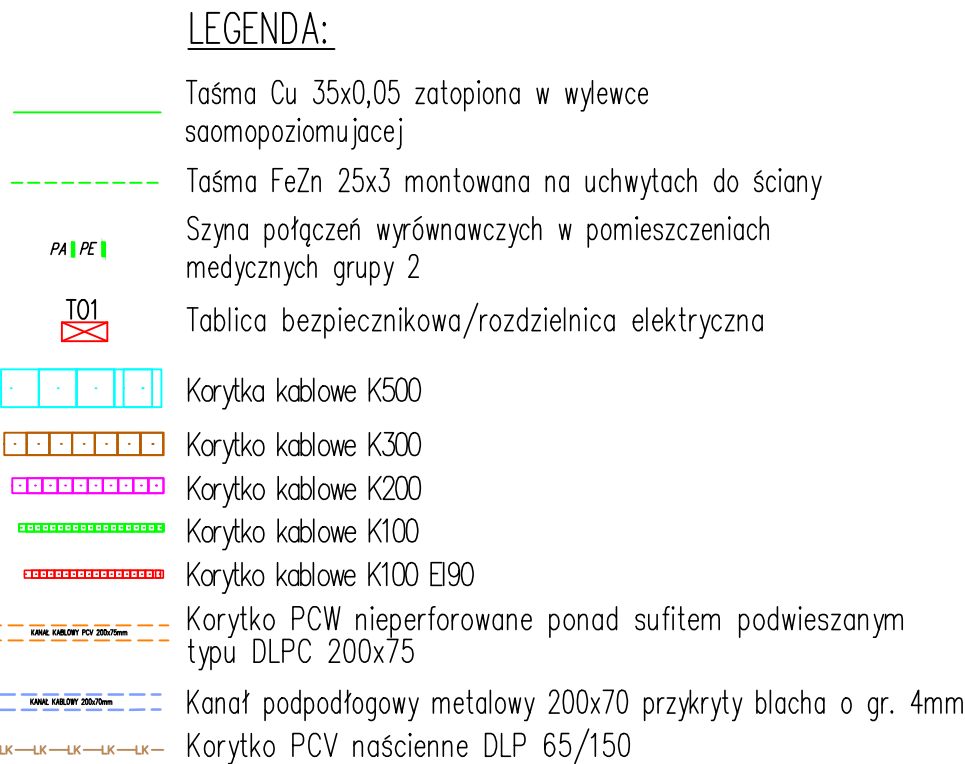 LEGENDA:
Taśma Cu 35x0,05 zatopiona w wylewce
saomopoziomujacej
Taśma FeZn 25x3 montowana na uchwytach do ściany
PA PE
Szyna połączeń wyrównawczych w pomieszczeniach
medycznych grupy 2
T01
Tablica bezpiecznikowa/rozdzielnica elektryczna
Korytka kablowe K500
Korytko kablowe K300
Korytko kablowe K200
Korytko kablowe K100
Korytko kablowe K100 EI90
KANAŁ KABLOWY PCV 200x75mm
Korytko PCW nieperforowane ponad sufitem podwieszanym
typu DLPC 200x75
KANAŁ KABLOWY 200x70mm
Kanał podpodłogowy metalowy 200x70 przykryty blacha o gr. 4mm
LK LK LK LK LK
Korytko PCV naścienne DLP 65/150